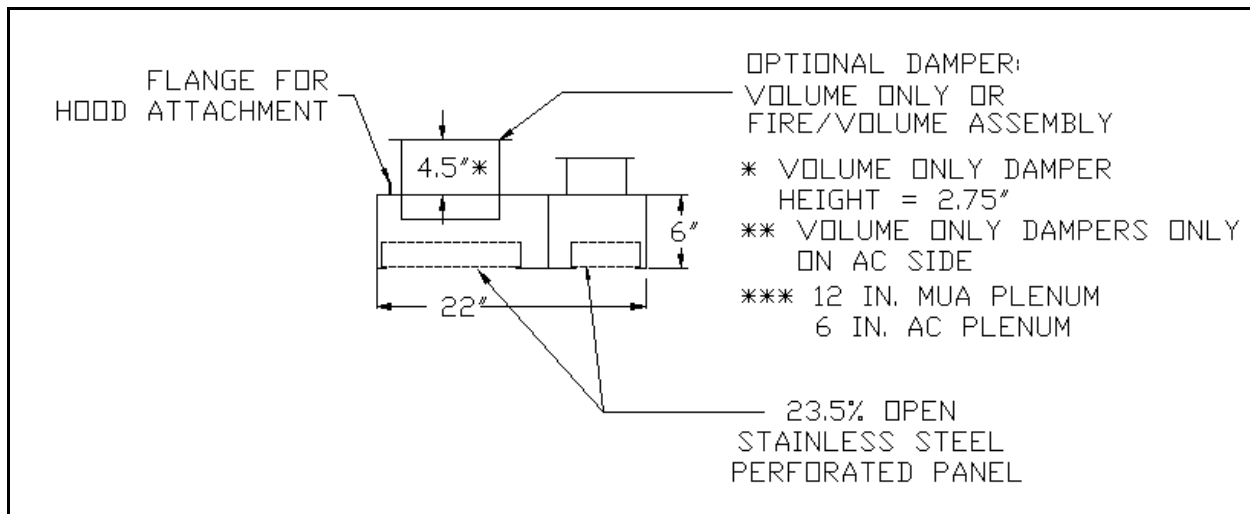 FLANGE FOR
HOOD ATTACHMENT
OPTIONAL DAMPER:
VOLUME ONLY OR
FIRE/VOLUME ASSEMBLY
4.5"*
* VOLUME ONLY DAMPER
HEIGHT = 2.75"
6"
** VOLUME ONLY DAMPERS ONLY
ON AC SIDE
22"
*** 12 IN. MUA PLENUM
6 IN. AC PLENUM
23.5% OPEN
STAINLESS STEEL
PERFORATED PANEL